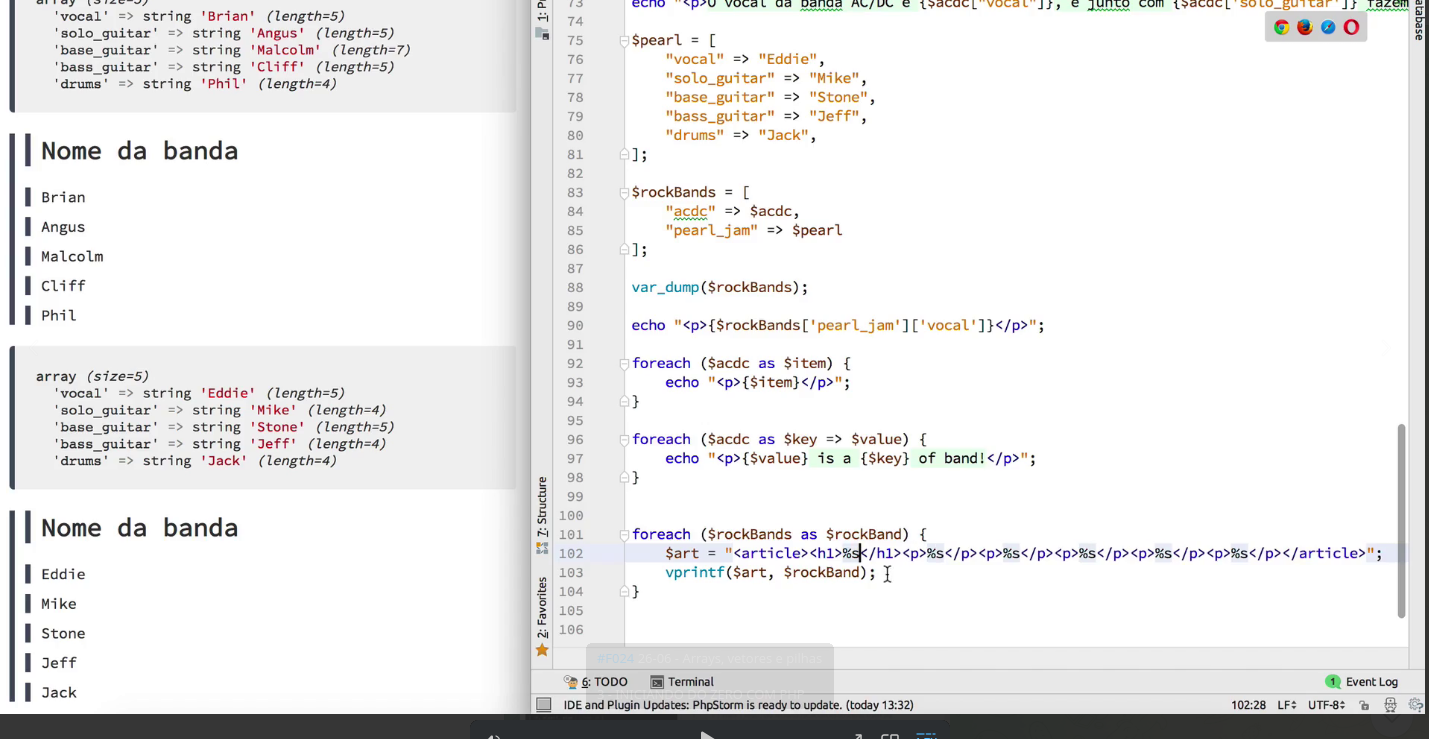 array (size=5)
'vocal' => string 'Brian' (length=5)
'solo_guitar' => string 'Angus' (length=5)
'base_guitar' => string 'Malcolm' (length=7)
'bass_guitar' => string 'Cliff' (length=5)
'drums' => string 'Phil' (length=4)
Nome da banda
Brian
Angus
Malcolm
Cliff
Phil
array (size=5)
'vocal' => string 'Eddie' (length=5)
'solo_guitar' => string 'Mike' (length=4)
'base_guitar' => string 'Stone' (length=5)
'bass_guitar' => string 'Jeff' (length=4)
'drums' => string 'Jack' (length=4)
Nome da banda
Eddie
Mike
Stone
Jeff
Jack
1: P
7: Structure
2: Favorites
73 echo "<p>O vocal da banda AC/DC é {$acdc["vocal"]}, e junto com {$acdc['solo_guitar']} fazem
74
75 $pearl = [
76 "vocal" => "Eddie",
77 "solo_guitar" => "Mike",
78 "base_guitar" => "Stone",
79 "bass_guitar" => "Jeff",
80 "drums" => "Jack",
81 ];
82
83 $rockBands = [
84 "acdc" => $acdc,
85 "pearl_jam" => $pearl
86 ];
87
88 var_dump($rockBands);
89
90 echo "<p>{$rockBands['pearl_jam']['vocal']}</p>";
91
92 foreach ($acdc as $item) {
93 echo "<p>{$item}</p>";
94 }
95
96 foreach ($acdc as $key => $value) {
97 echo "<p>{$value} is a {$key} of band!</p>";
98 }
99
100
101 foreach ($rockBands as $rockBand) {
102 $art = "<article><h1>%s</h1><p>%s</p><p>%s</p><p>%s</p><p>%s</p><p>%s</p></article>";
103 vprintf($art, $rockBand);
104 }
105
106
atabase
#F024 28-06 - Arrays, vetores e pilhas
6: TODO Terminal
1 Event Log
IDE and Plugin Updates: PhpStorm is ready to update. (today 13:32)
102:28 LF UTF-8